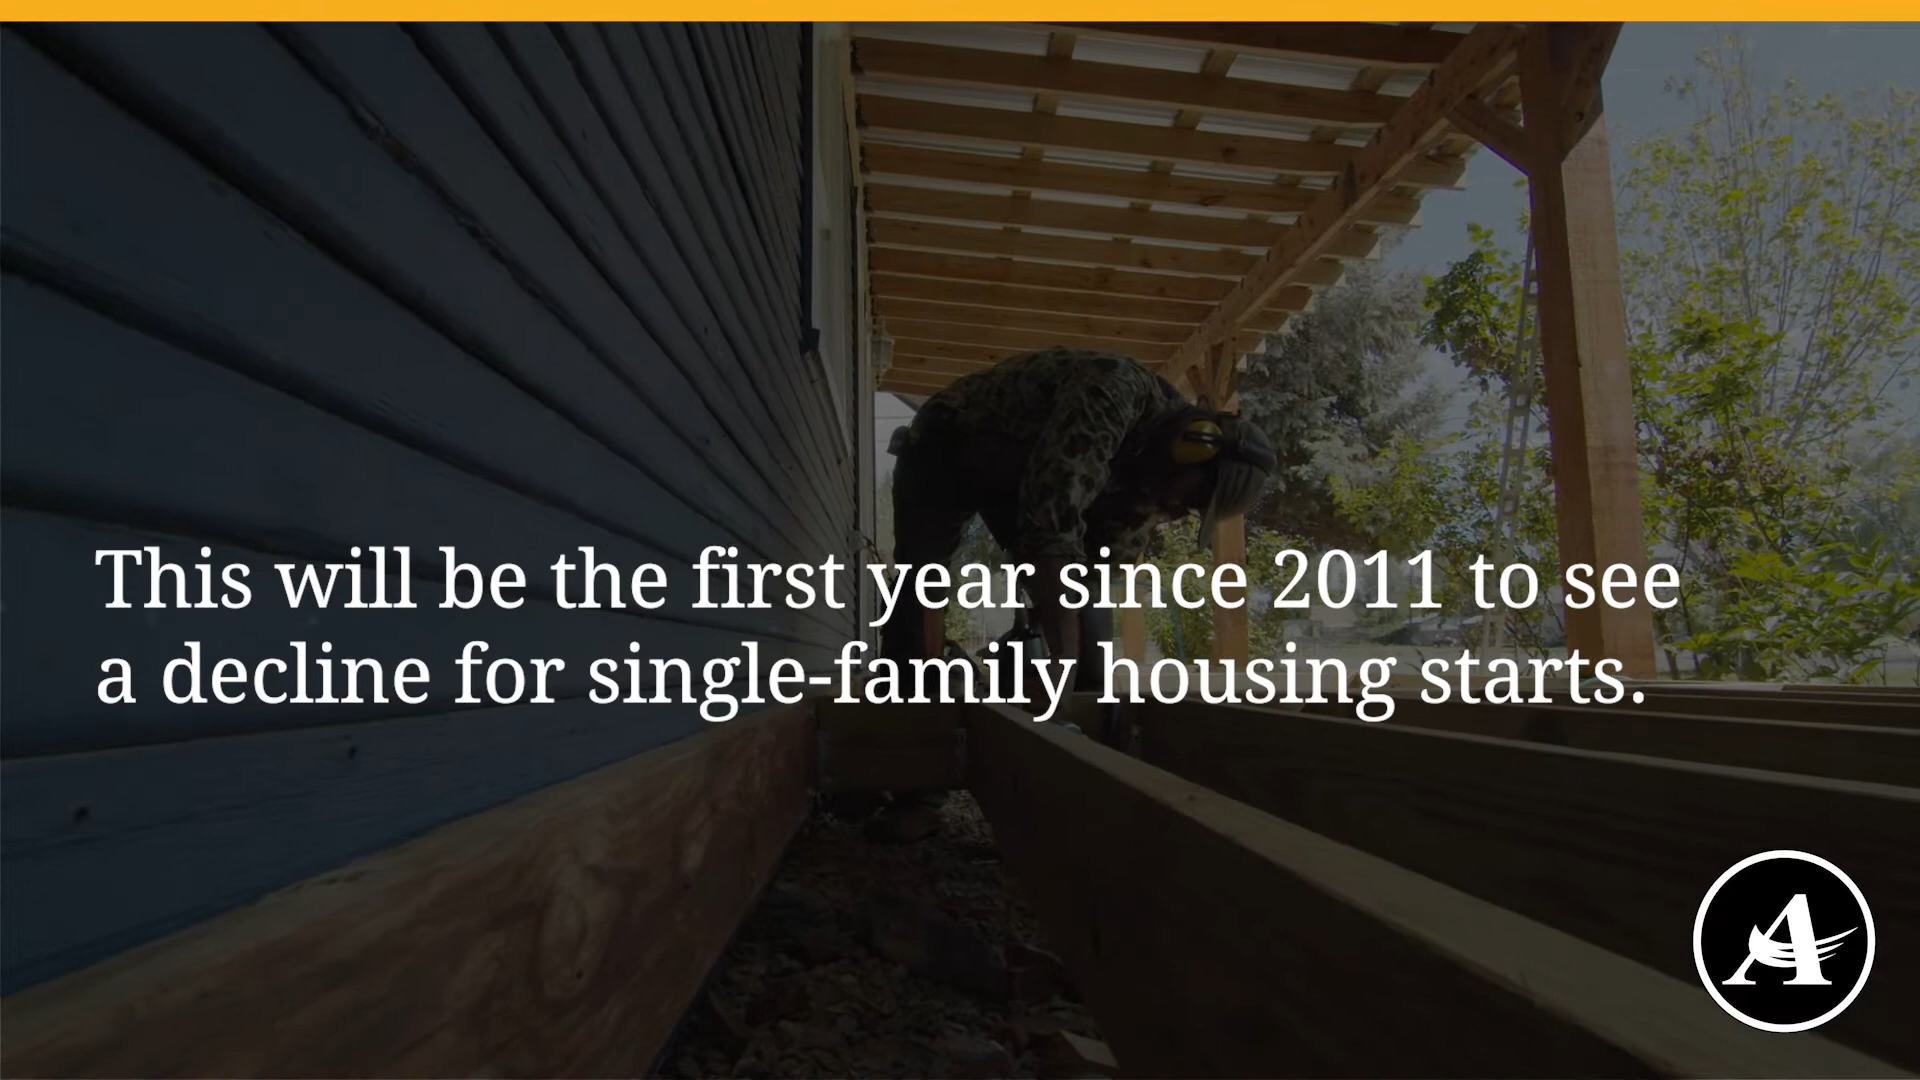 This will be the first year since 2011 to see
a decline for single-family housing starts.
A